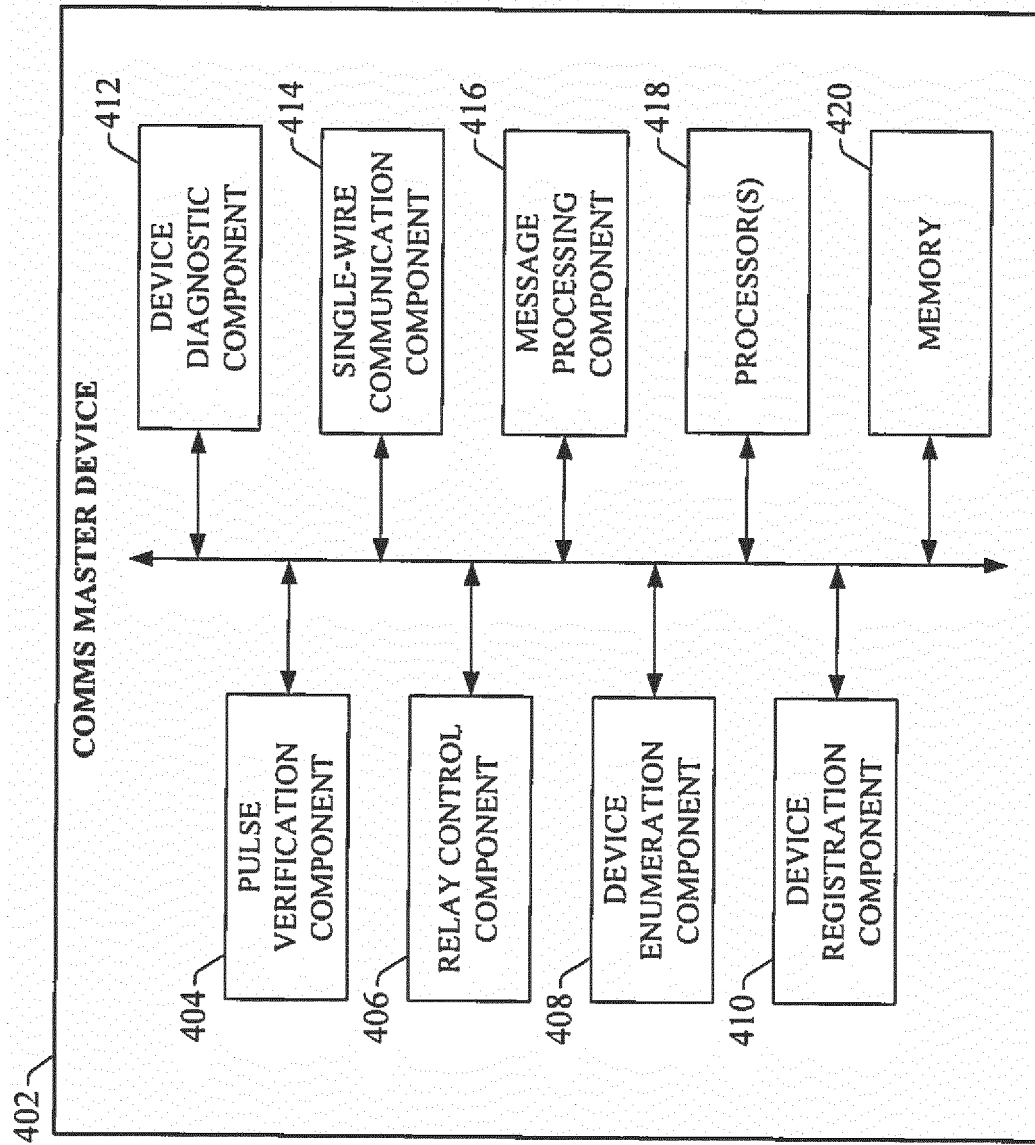 402
COMMS MASTER DEVICE
404
PULSE
VERIFICATION
COMPONENT
406
RELAY CONTROL
COMPONENT
408
DEVICE
ENUMERATION
COMPONENT
410
DEVICE
REGISTRATION
COMPONENT
412
DEVICE
DIAGNOSTIC
COMPONENT
414
SINGLE-WIRE
COMMUNICATION
COMPONENT
416
MESSAGE
PROCESSING
COMPONENT
418
PROCESSOR(S)
420
MEMORY